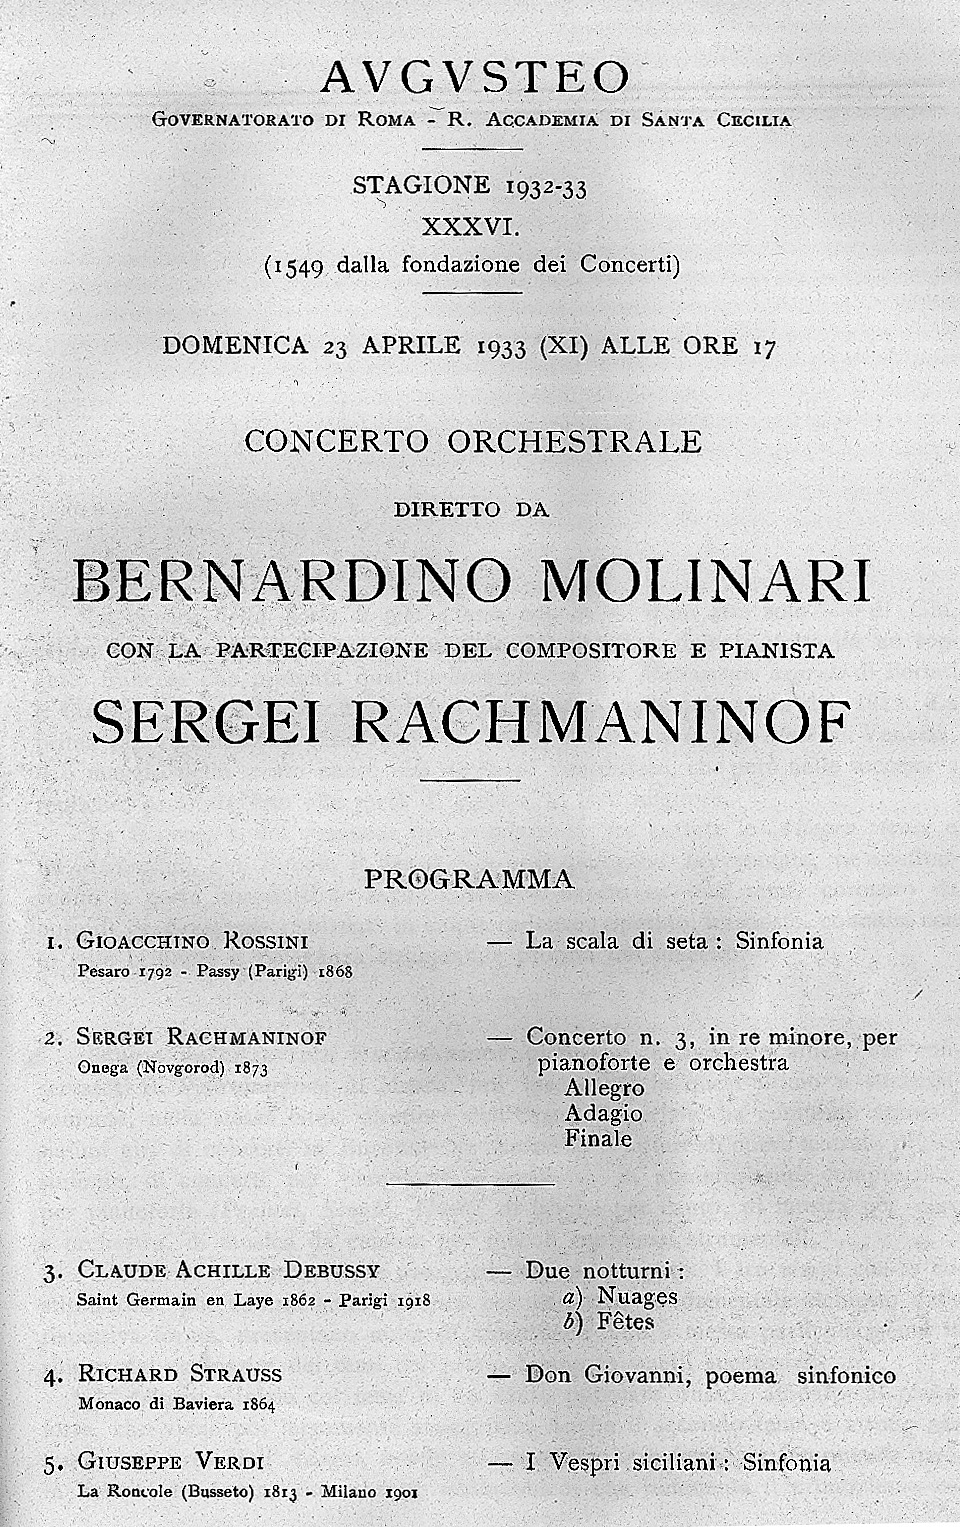 AVGVSTEO
GOVERNATORATO DI ROMA - R. ACCADEMIA DI SANTA CECILIA
STAGIONE 1932-33
XXXVI.
(1549 dalla fondazione dei Concerti)
DOMENICA 23 APRILE 1933 (XI) ALLE ORE 17
CONCERTO ORCHESTRALE
DIRETTO DA
BERNARDINO MOLINARI
CON LA PARTECIPAZIONE DEL COMPOSITORE E PIANISTA
SERGEI RACHMANINOF
PROGRAMMA
1. GIOACCHINO ROSSINI — La scala di seta : Sinfonia
Pesaro 1792 - Passy (Parigi) 1868
2. SERGEI RACHMANINOF — Concerto n. 3, in re minore, per
Onega (Novgorod) 1873 pianoforte e orchestra
Allegro
Adagio
Finale
3. CLAUDE ACHILLE DEBUSSY — Due notturni :
Saint Germain en Laye 1862 - Parigi 1918 a) Nuages
b) Fêtes
4. RICHARD STRAUSS — Don Giovanni, poema sinfonico
Monaco di Baviera 1864
5. GIUSEPPE VERDI — I Vespri siciliani : Sinfonia
La Roncole (Busseto) 1813 - Milano 1901